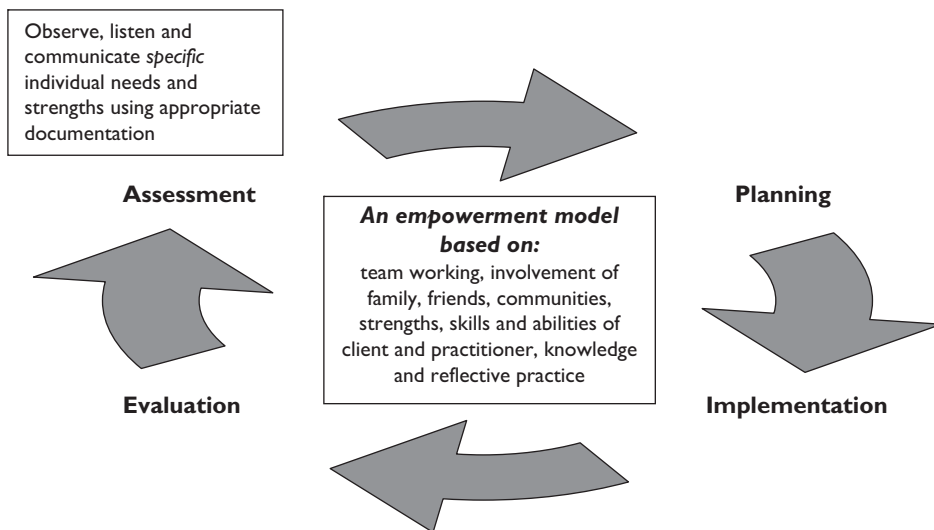 Observe, listen and
communicate specific
individual needs and
strengths using appropriate
documentation
Assessment
Planning
An empowerment model
based on:
team working, involvement of
family, friends, communities,
strengths, skills and abilities of
client and practitioner, knowledge
and reflective practice
Evaluation
Implementation